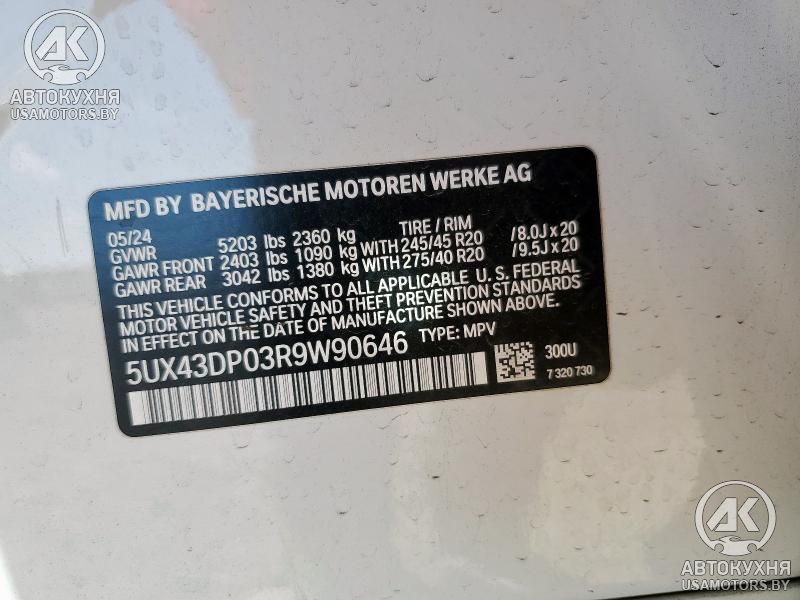 AK
АВТОКУХНЯ
USAMOTORS.BY
MFD BY BAYERISCHE MOTOREN WERKE AG
05/24 TIRE / RIM
GVWR 5203 lbs 2360 kg
GAWR FRONT 2403 lbs 1090 kg WITH 245/45 R20 /8.0J x 20
GAWR REAR 3042 lbs 1380 kg WITH 275/40 R20 /9.5J x 20
THIS VEHICLE CONFORMS TO ALL APPLICABLE U. S. FEDERAL
MOTOR VEHICLE SAFETY AND THEFT PREVENTION STANDARDS
IN EFFECT ON THE DATE OF MANUFACTURE SHOWN ABOVE.
5UX43DP03R9W90646 TYPE: MPV
300U
7 320 730
AK
АВТОКУХНЯ
USAMOTORS.BY